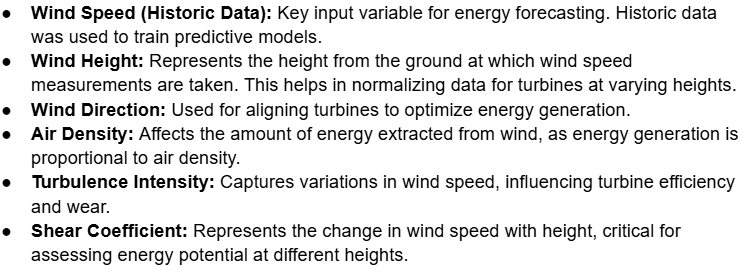 ● Wind Speed (Historic Data): Key input variable for energy forecasting. Historic data
was used to train predictive models.
● Wind Height: Represents the height from the ground at which wind speed
measurements are taken. This helps in normalizing data for turbines at varying heights.
● Wind Direction: Used for aligning turbines to optimize energy generation.
● Air Density: Affects the amount of energy extracted from wind, as energy generation is
proportional to air density.
● Turbulence Intensity: Captures variations in wind speed, influencing turbine efficiency
and wear.
● Shear Coefficient: Represents the change in wind speed with height, critical for
assessing energy potential at different heights.